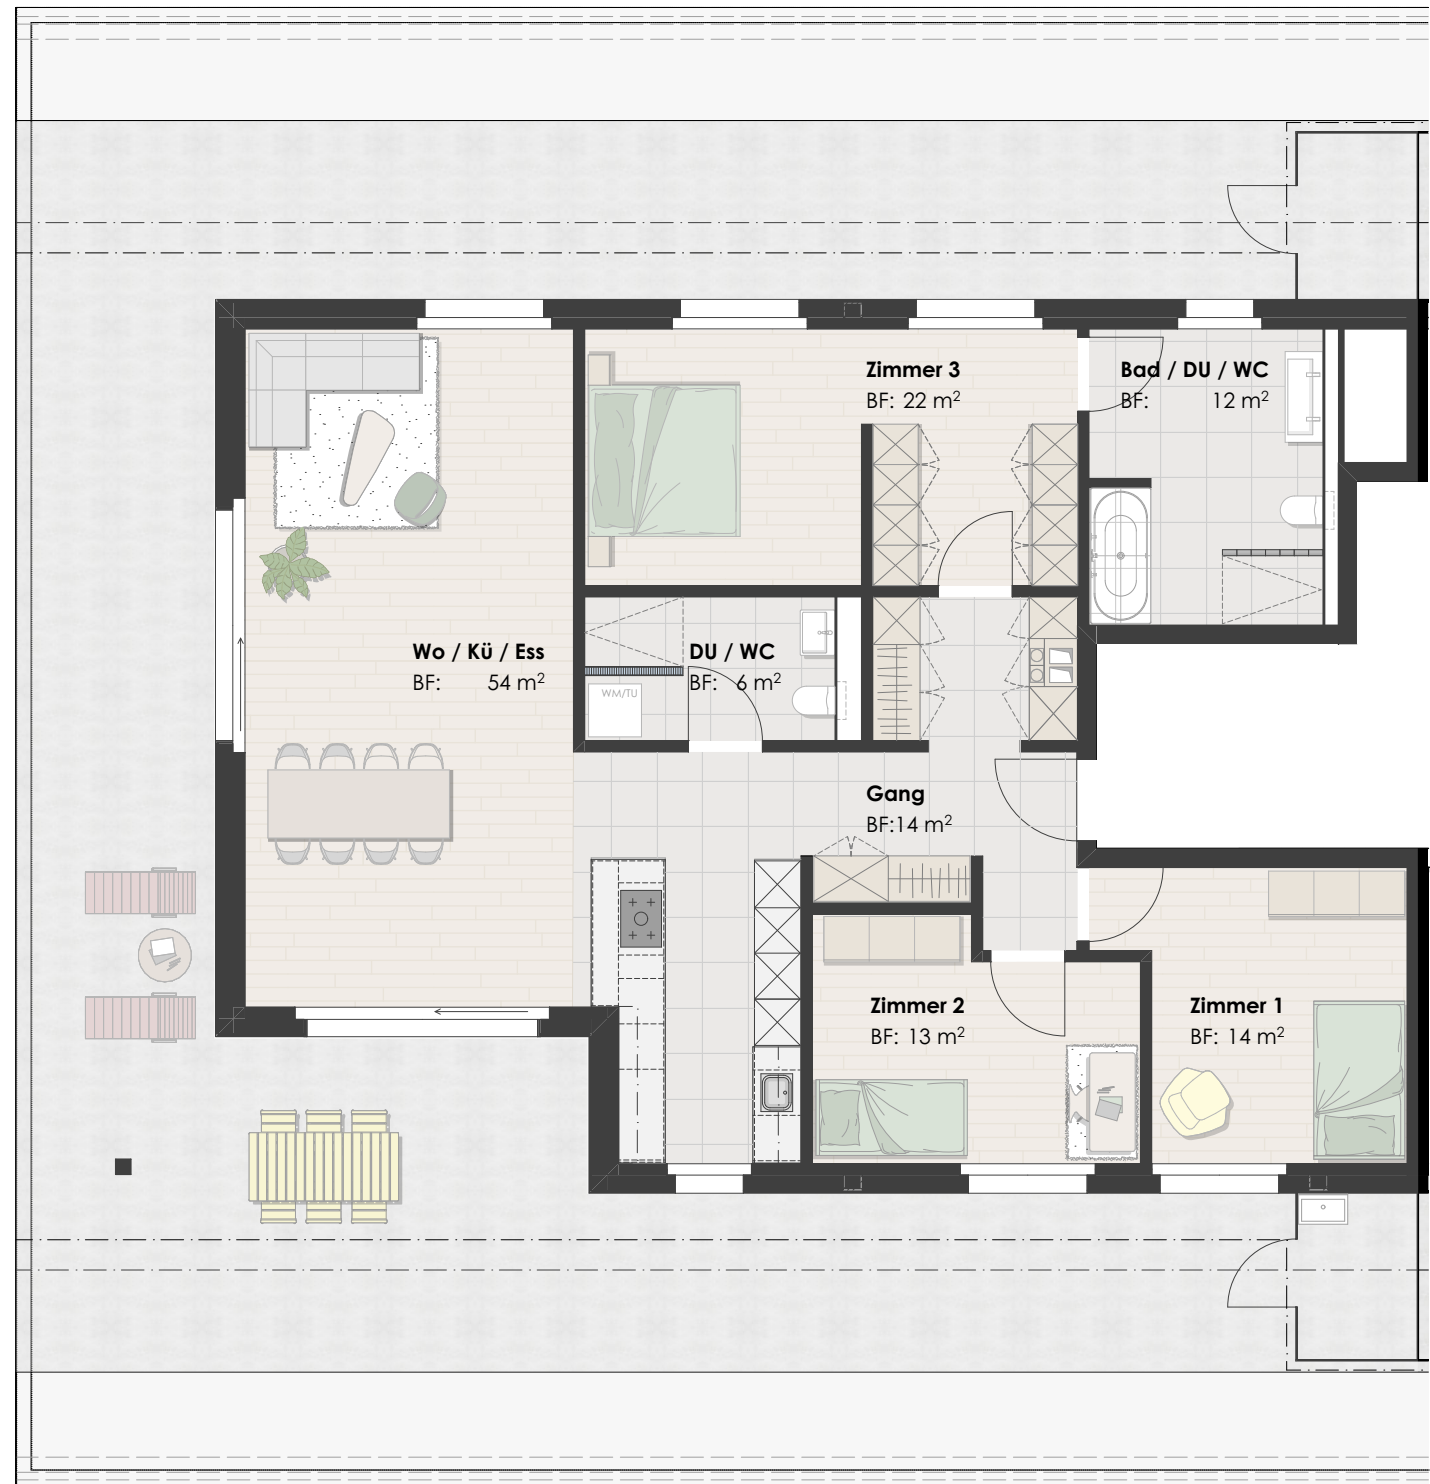 Zimmer 3
BF: 22 m²
Bad / DU / WC
BF: 12 m²
Wo / Kü / Ess
BF: 54 m²
DU / WC
BF: 6 m²
WM/TU
Gang
BF:14 m²
Zimmer 2
BF: 13 m²
Zimmer 1
BF: 14 m²